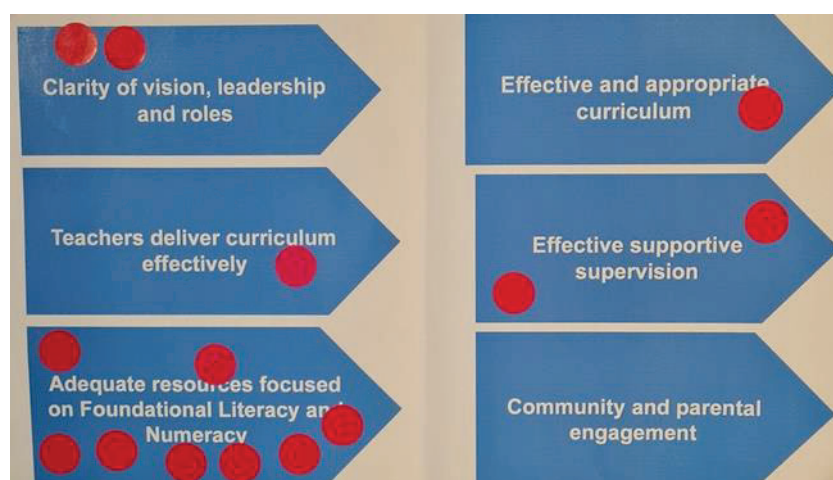 Clarity of vision, leadership
and roles
Teachers deliver curriculum
effectively
Adequate resources focused
on Foundational Literacy and
Numeracy
Effective and appropriate
curriculum
Effective supportive
supervision
Community and parental
engagement